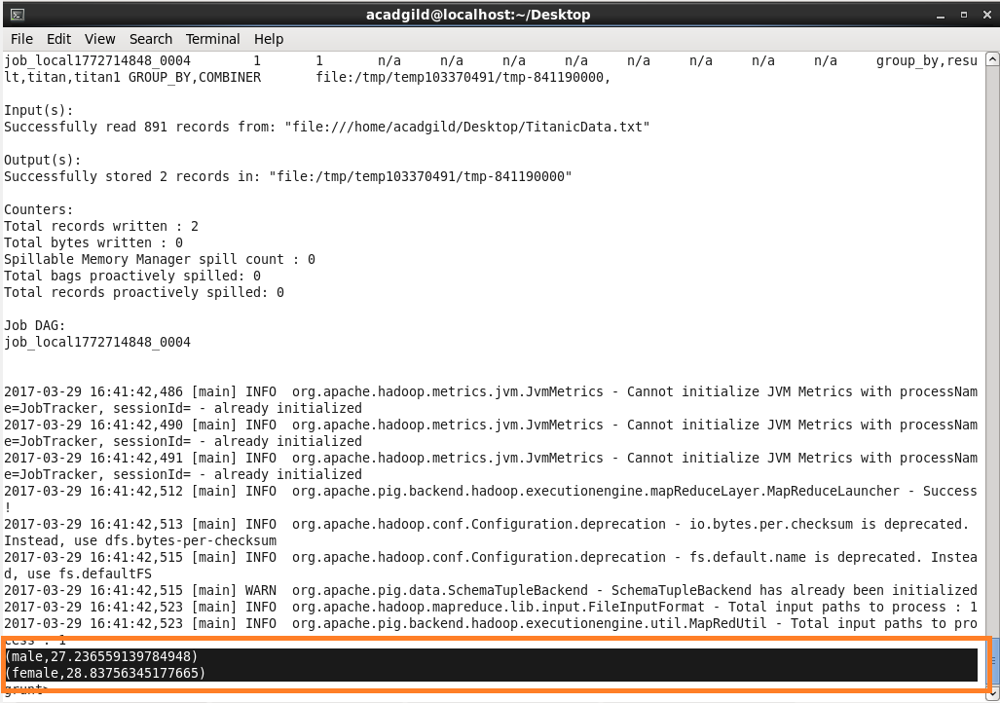 acadgild@localhost:~/Desktop
File Edit View Search Terminal Help
job_local1772714848_0004 1 1 n/a n/a n/a n/a n/a n/a n/a n/a group_by,resu
lt,titan,titan1 GROUP_BY,COMBINER file:/tmp/temp103370491/tmp-841190000,
Input(s):
Successfully read 891 records from: "file:///home/acadgild/Desktop/TitanicData.txt"
Output(s):
Successfully stored 2 records in: "file:/tmp/temp103370491/tmp-841190000"
Counters:
Total records written : 2
Total bytes written : 0
Spillable Memory Manager spill count : 0
Total bags proactively spilled: 0
Total records proactively spilled: 0
Job DAG:
job_local1772714848_0004
2017-03-29 16:41:42,486 [main] INFO org.apache.hadoop.metrics.jvm.JvmMetrics - Cannot initialize JVM Metrics with processNam
e=JobTracker, sessionId= - already initialized
2017-03-29 16:41:42,490 [main] INFO org.apache.hadoop.metrics.jvm.JvmMetrics - Cannot initialize JVM Metrics with processNam
e=JobTracker, sessionId= - already initialized
2017-03-29 16:41:42,491 [main] INFO org.apache.hadoop.metrics.jvm.JvmMetrics - Cannot initialize JVM Metrics with processNam
e=JobTracker, sessionId= - already initialized
2017-03-29 16:41:42,512 [main] INFO org.apache.pig.backend.hadoop.executionengine.mapReduceLayer.MapReduceLauncher - Success
!
2017-03-29 16:41:42,513 [main] INFO org.apache.hadoop.conf.Configuration.deprecation - io.bytes.per.checksum is deprecated.
Instead, use dfs.bytes-per-checksum
2017-03-29 16:41:42,515 [main] INFO org.apache.hadoop.conf.Configuration.deprecation - fs.default.name is deprecated. Instea
d, use fs.defaultFS
2017-03-29 16:41:42,515 [main] WARN org.apache.pig.data.SchemaTupleBackend - SchemaTupleBackend has already been initialized
2017-03-29 16:41:42,523 [main] INFO org.apache.hadoop.mapreduce.lib.input.FileInputFormat - Total input paths to process : 1
2017-03-29 16:41:42,523 [main] INFO org.apache.pig.backend.hadoop.executionengine.util.MapRedUtil - Total input paths to pro
cess : 1
(male,27.236559139784948)
(female,28.83756345177665)
grunt>